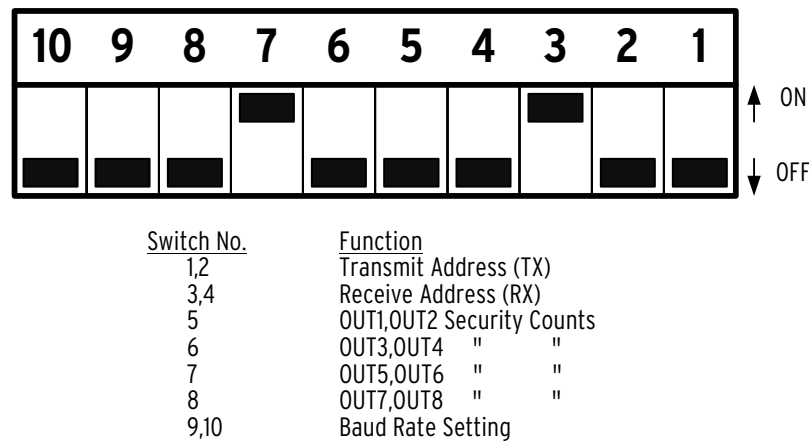 10 9 8 7 6 5 4 3 2 1
ON
OFF
Switch No. Function
1,2 Transmit Address (TX)
3,4 Receive Address (RX)
5 OUT1,OUT2 Security Counts
6 OUT3,OUT4 " "
7 OUT5,OUT6 " "
8 OUT7,OUT8 " "
9,10 Baud Rate Setting